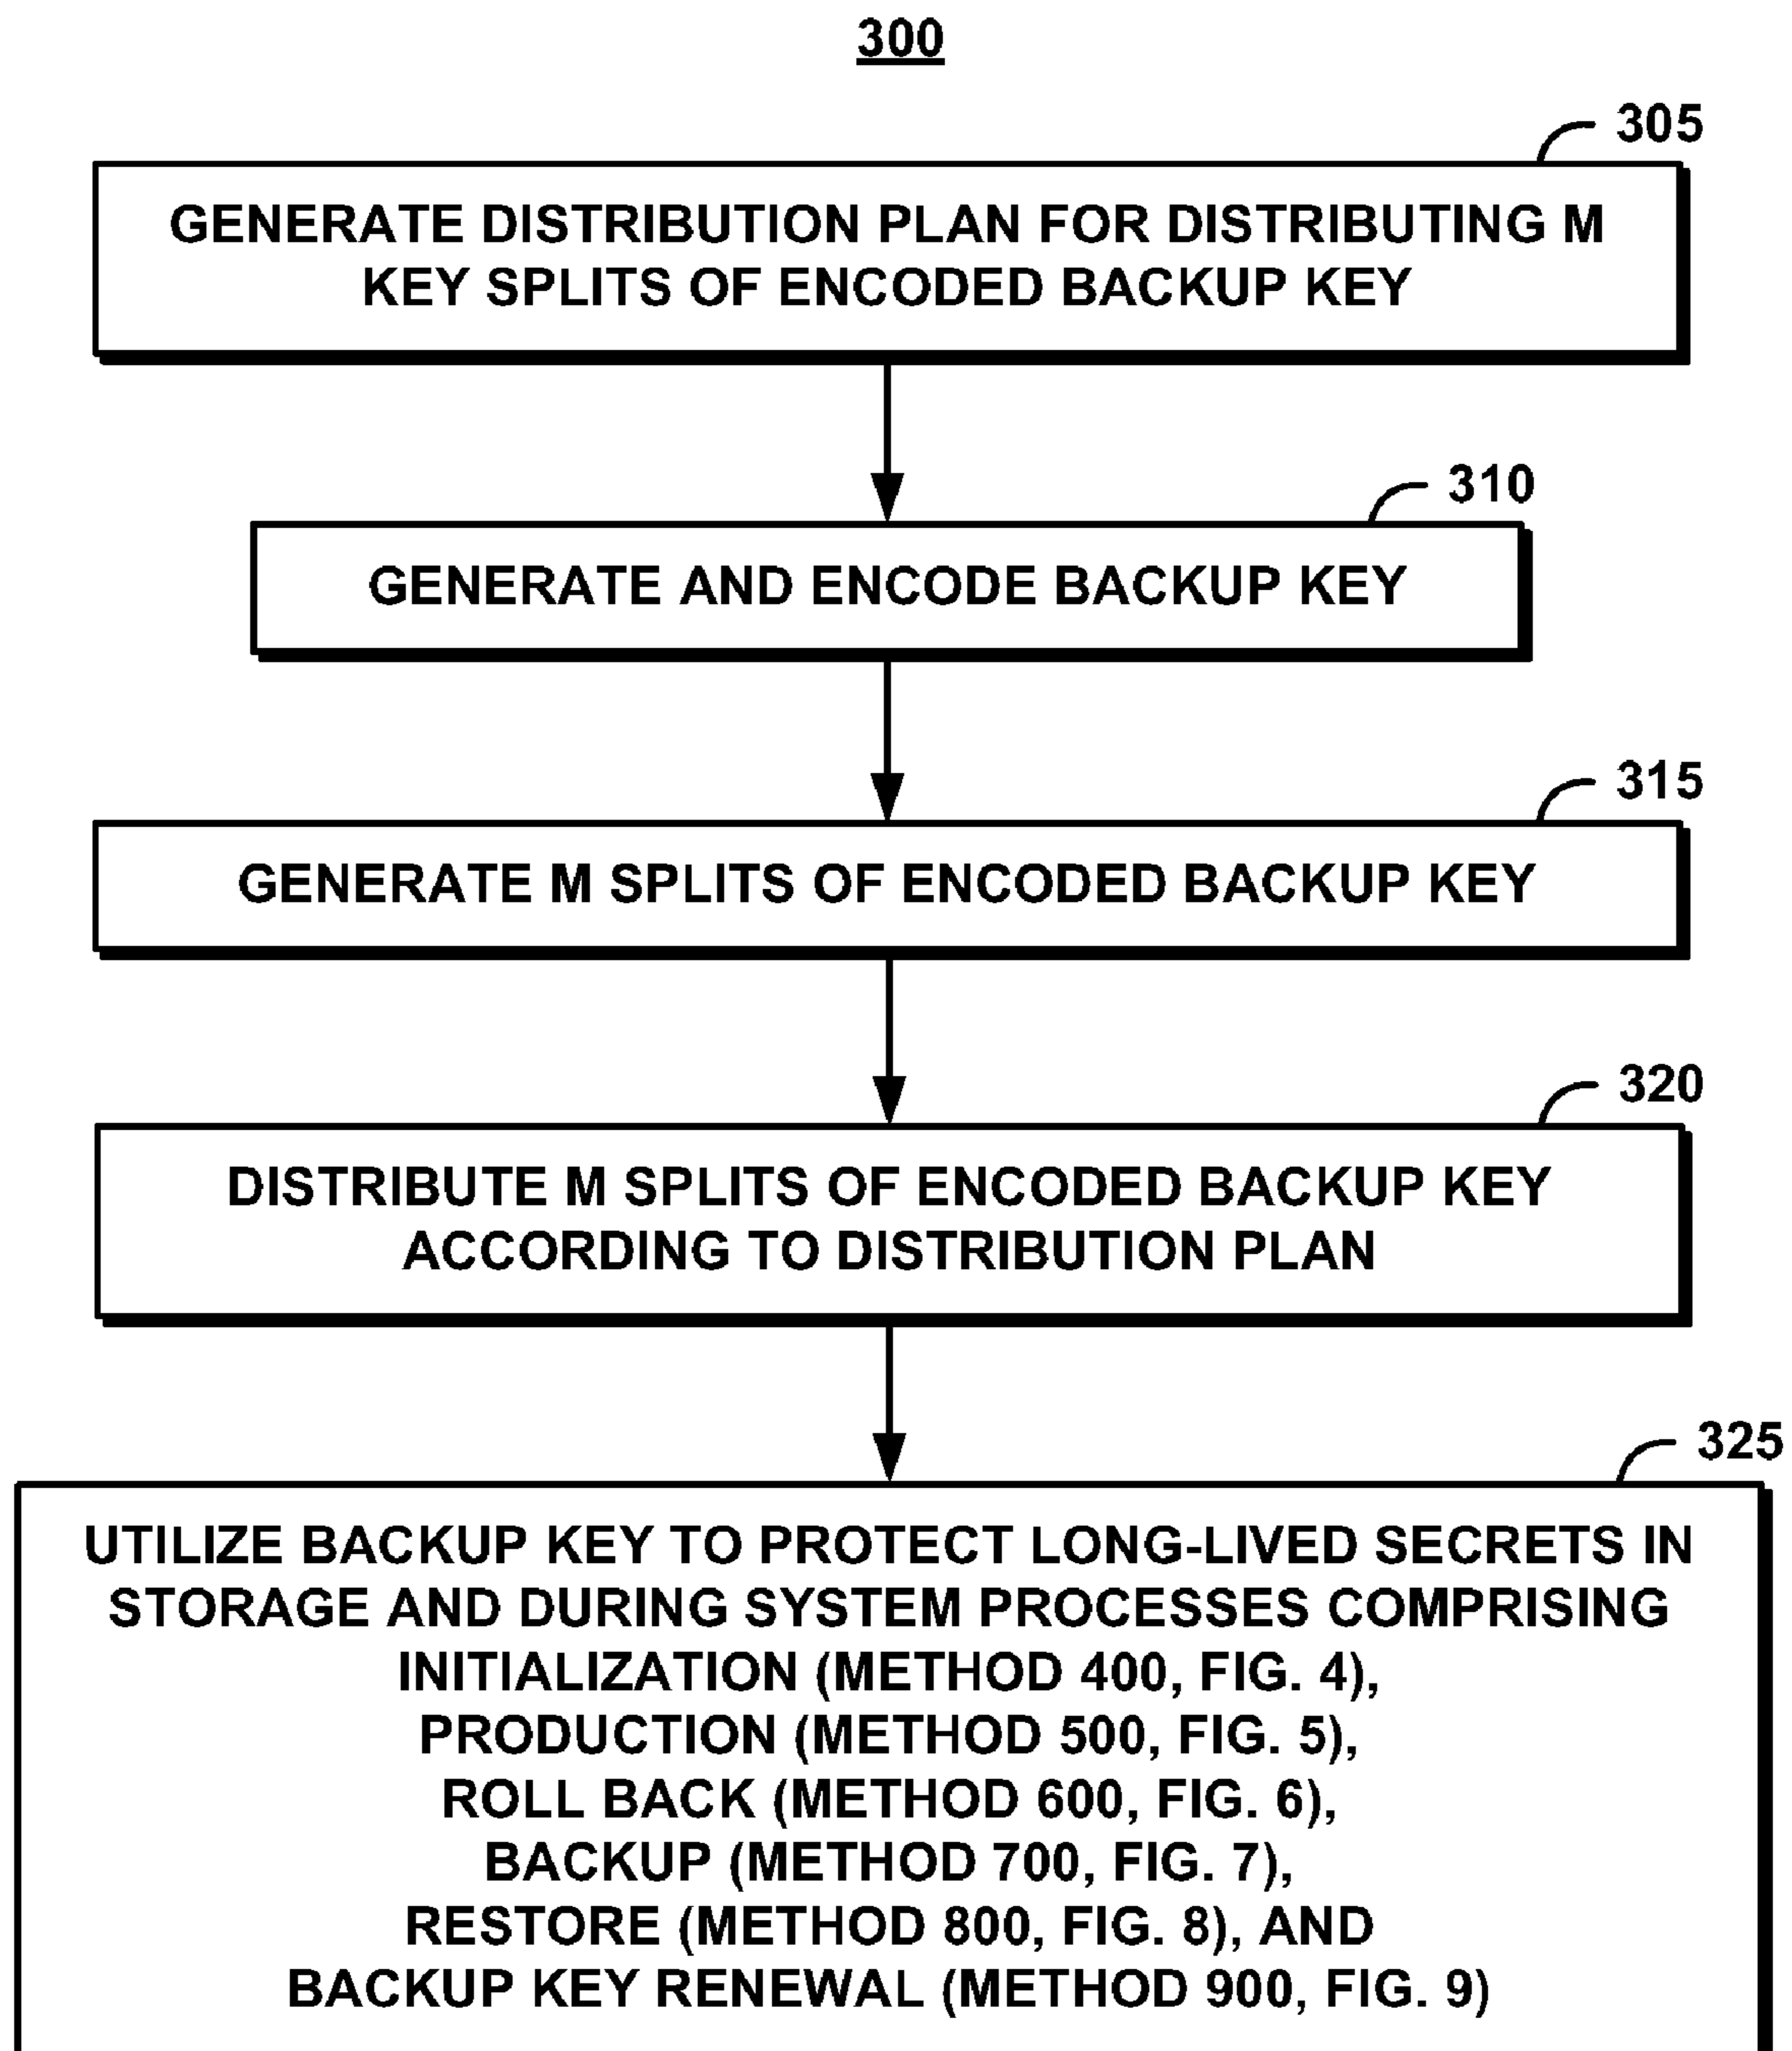 300
305
GENERATE DISTRIBUTION PLAN FOR DISTRIBUTING M
KEY SPLITS OF ENCODED BACKUP KEY
310
GENERATE AND ENCODE BACKUP KEY
315
GENERATE M SPLITS OF ENCODED BACKUP KEY
320
DISTRIBUTE M SPLITS OF ENCODED BACKUP KEY
ACCORDING TO DISTRIBUTION PLAN
325
UTILIZE BACKUP KEY TO PROTECT LONG-LIVED SECRETS IN
STORAGE AND DURING SYSTEM PROCESSES COMPRISING
INITIALIZATION (METHOD 400, FIG. 4),
PRODUCTION (METHOD 500, FIG. 5),
ROLL BACK (METHOD 600, FIG. 6),
BACKUP (METHOD 700, FIG. 7),
RESTORE (METHOD 800, FIG. 8), AND
BACKUP KEY RENEWAL (METHOD 900, FIG. 9)